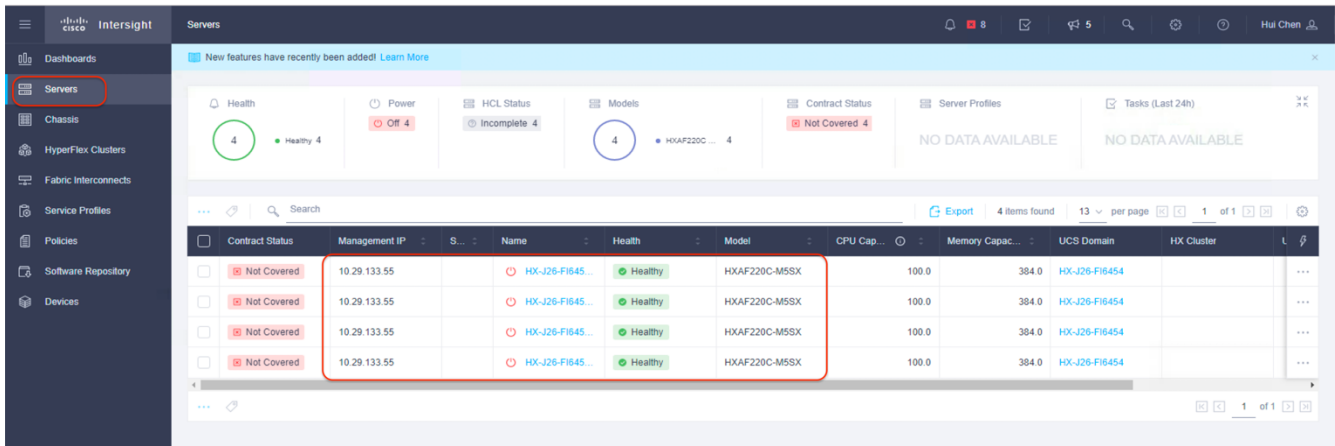 cisco Intersight
Servers
8
5
Hui Chen
Dashboards
Servers
Chassis
HyperFlex Clusters
Fabric Interconnects
Service Profiles
Policies
Software Repository
Devices
New features have recently been added! Learn More
Health
4
Healthy 4
Power
Off 4
HCL Status
Incomplete 4
Models
4
HXAF220C ... 4
Contract Status
Not Covered 4
Server Profiles
NO DATA AVAILABLE
Tasks (Last 24h)
NO DATA AVAILABLE
Search
Export 4 items found 13 per page 1 of 1
Contract Status Management IP S... Name Health Model CPU Cap... Memory Capac... UCS Domain HX Cluster U
Not Covered 10.29.133.55 HX-J26-FI645... Healthy HXAF220C-M5SX 100.0 384.0 HX-J26-FI6454
Not Covered 10.29.133.55 HX-J26-FI645... Healthy HXAF220C-M5SX 100.0 384.0 HX-J26-FI6454
Not Covered 10.29.133.55 HX-J26-FI645... Healthy HXAF220C-M5SX 100.0 384.0 HX-J26-FI6454
Not Covered 10.29.133.55 HX-J26-FI645... Healthy HXAF220C-M5SX 100.0 384.0 HX-J26-FI6454
1 of 1